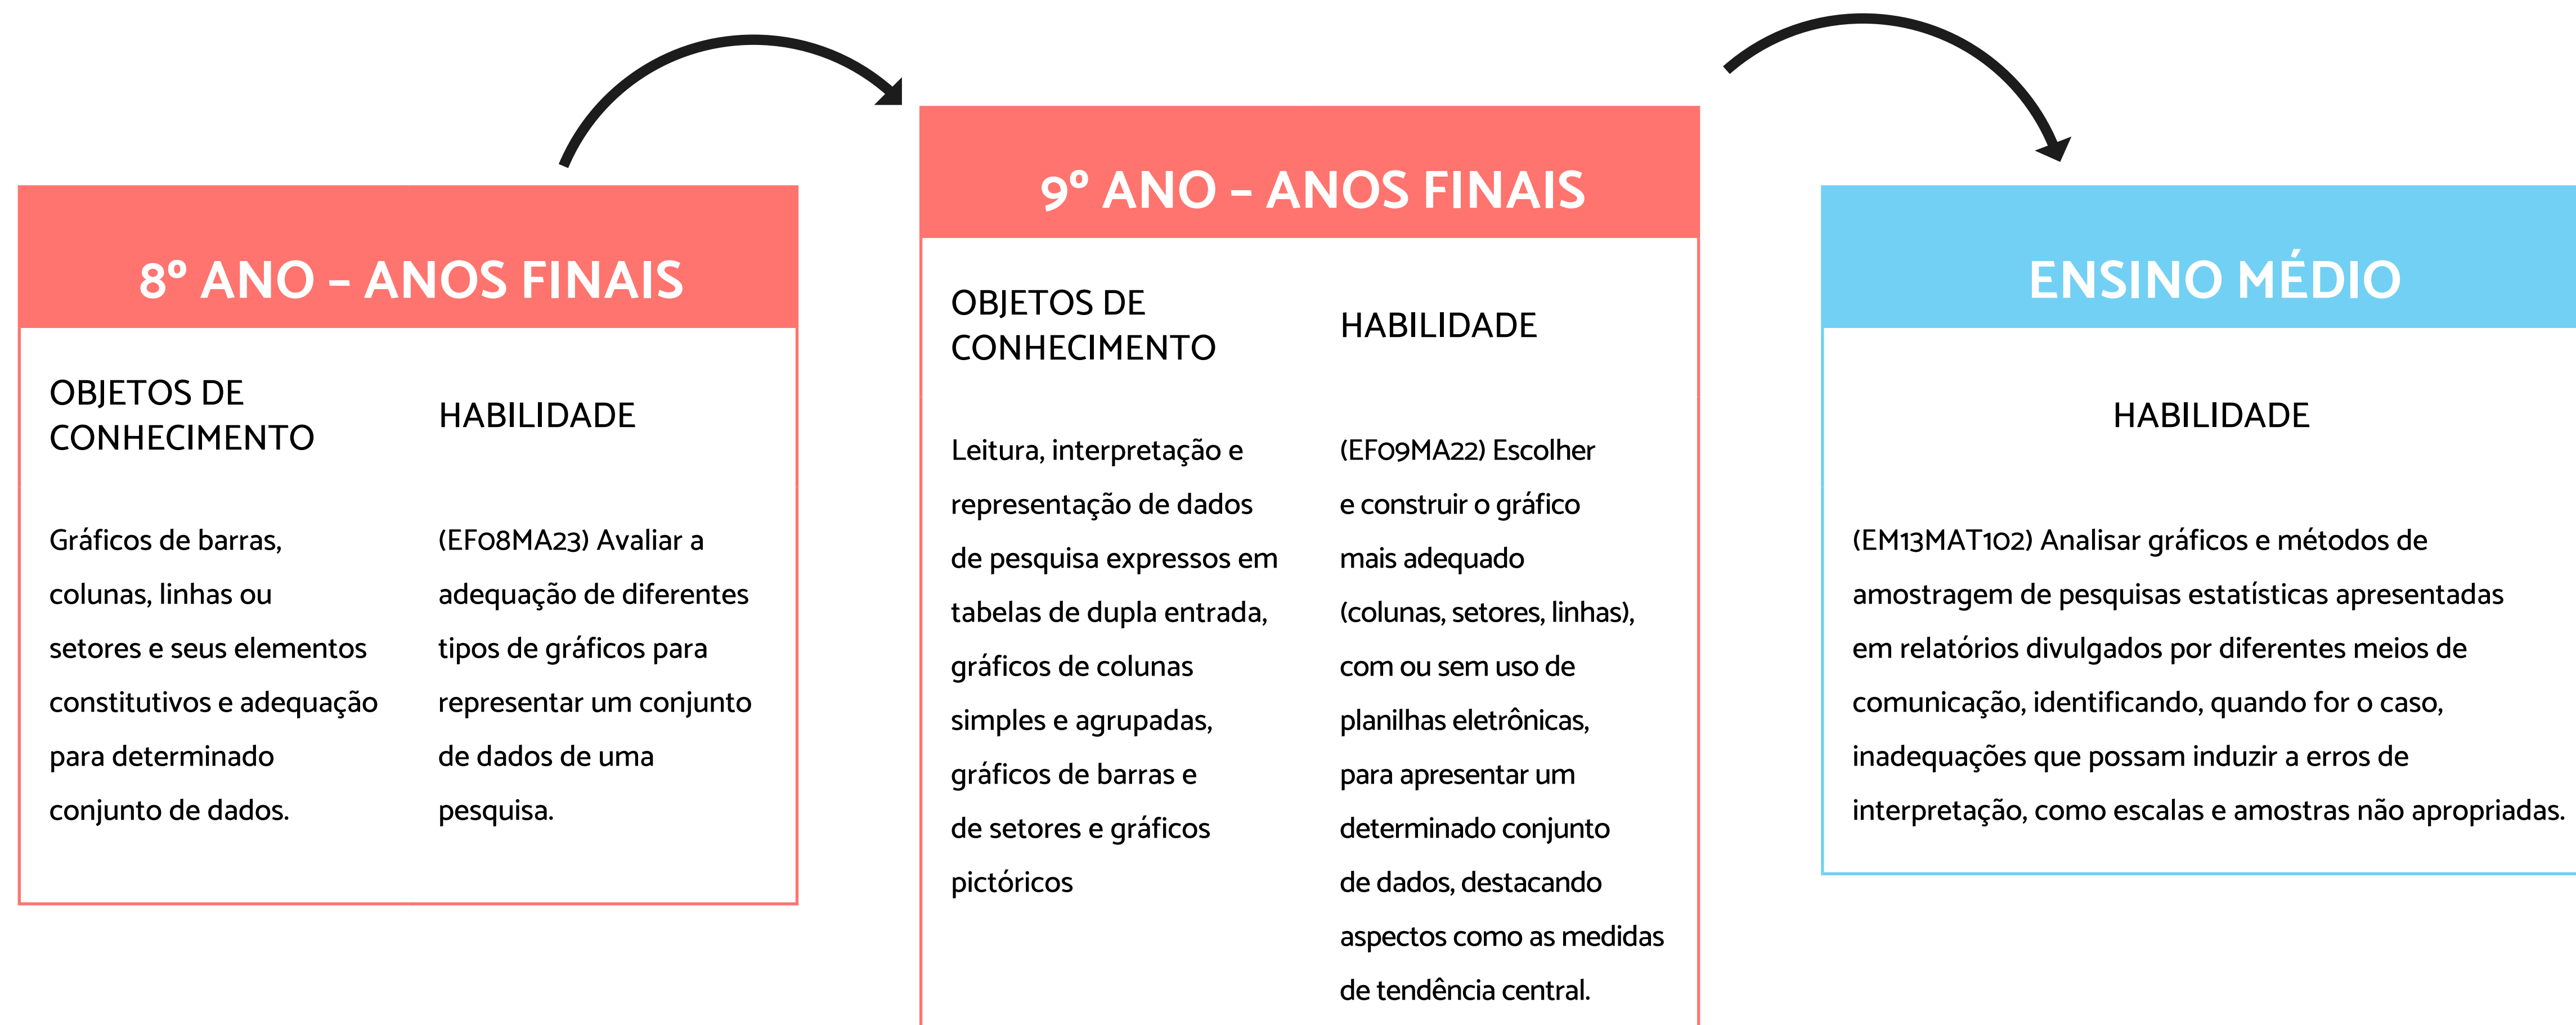 8º ANO – ANOS FINAIS
OBJETOS DE
CONHECIMENTO
HABILIDADE
Gráficos de barras,
colunas, linhas ou
setores e seus elementos
constitutivos e adequação
para determinado
conjunto de dados.
(EF08MA23) Avaliar a
adequação de diferentes
tipos de gráficos para
representar um conjunto
de dados de uma
pesquisa.
9º ANO – ANOS FINAIS
OBJETOS DE
CONHECIMENTO
HABILIDADE
Leitura, interpretação e
representação de dados
de pesquisa expressos em
tabelas de dupla entrada,
gráficos de colunas
simples e agrupadas,
gráficos de barras e
de setores e gráficos
pictóricos
(EF09MA22) Escolher
e construir o gráfico
mais adequado
(colunas, setores, linhas),
com ou sem uso de
planilhas eletrônicas,
para apresentar um
determinado conjunto
de dados, destacando
aspectos como as medidas
de tendência central.
ENSINO MÉDIO
HABILIDADE
(EM13MAT102) Analisar gráficos e métodos de
amostragem de pesquisas estatísticas apresentadas
em relatórios divulgados por diferentes meios de
comunicação, identificando, quando for o caso,
inadequações que possam induzir a erros de
interpretação, como escalas e amostras não apropriadas.